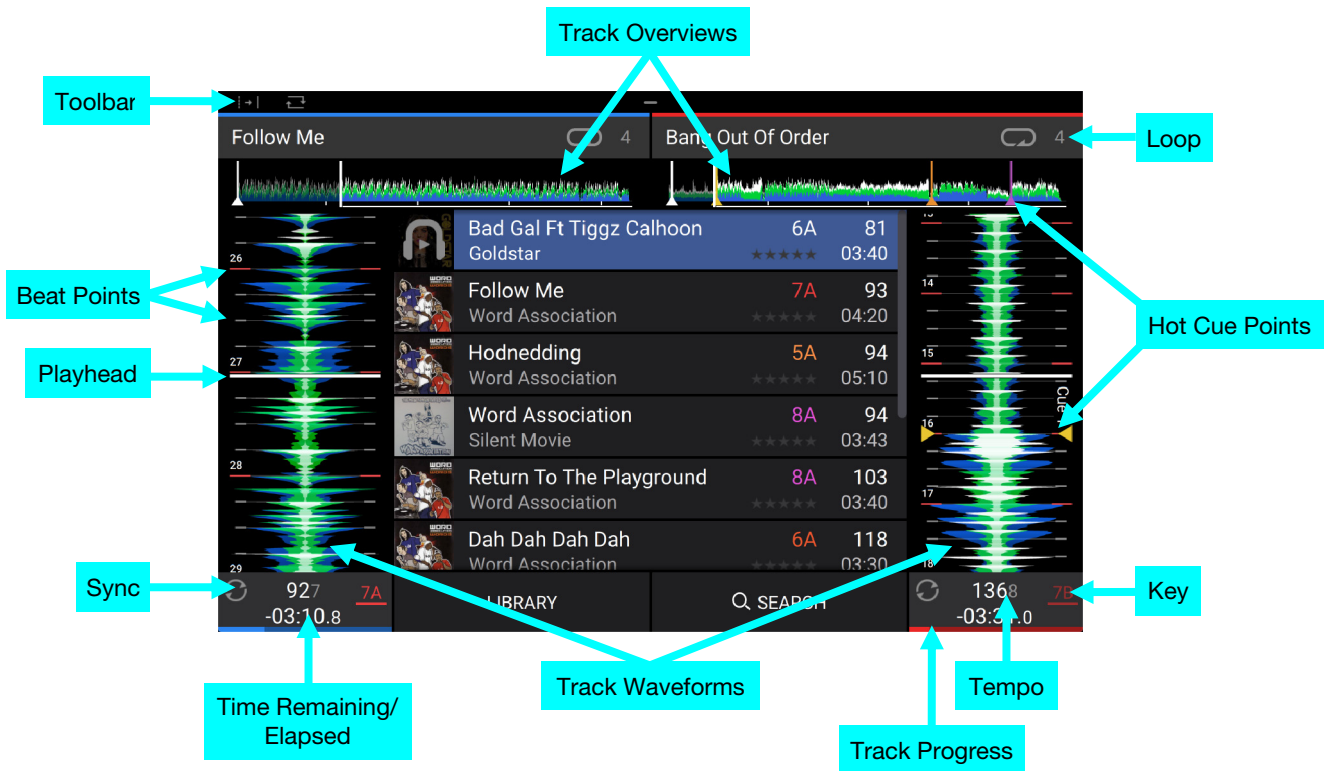 Track Overviews
Toolbar
Follow Me 4
Bang Out Of Order 4
Loop
Beat Points
Playhead
26
27
28
29
Bad Gal Ft Tiggz Calhoon 6A 81
Goldstar ★★★★★ 03:40
Follow Me 7A 93
Word Association ★★★★★ 04:20
Hodnedding 5A 94
Word Association ★★★★★ 05:10
Word Association 8A 94
Silent Movie ★★★★★ 03:43
Return To The Playground 8A 103
Word Association ★★★★★ 03:40
Dah Dah Dah Dah 6A 118
Word Association ★★★★★ 03:30
14
15
Cue
16
17
18
Hot Cue Points
Sync
927 7A
-03:10.8
LIBRARY
SEARCH
1368 7B
Key
Time Remaining/
Elapsed
Track Waveforms
Tempo
Track Progress